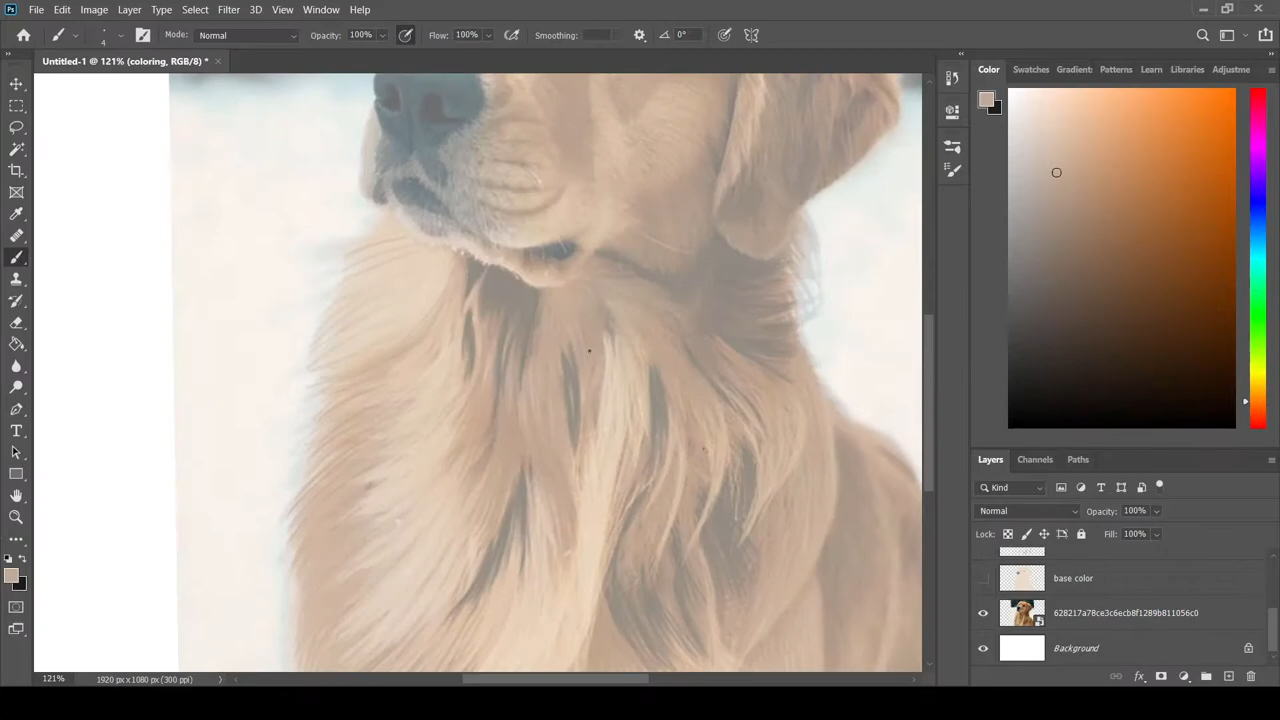 Ps File Edit Image Layer Type Select Filter 3D View Window Help
4 Mode: Normal Opacity: 100% Flow: 100% Smoothing: 0°
Untitled-1 @ 121% (coloring, RGB/8) * ×
Color Swatches Gradient: Patterns Learn Libraries Adjustme
Layers Channels Paths
Kind
Normal Opacity: 100%
Lock: Fill: 100%
base color
628217a78ce3c6ecb8f1289b811056c0
Background
121% 1920 px x 1080 px (300 ppi)